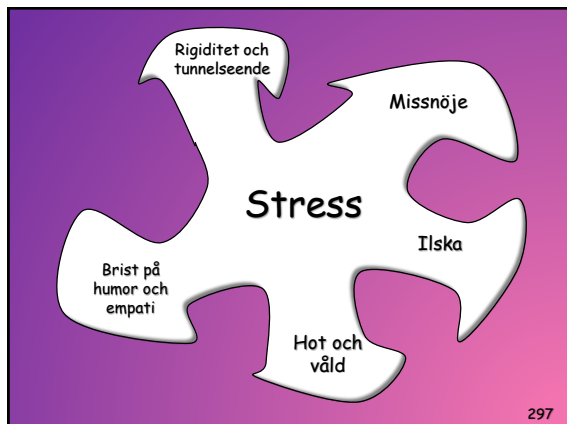 Rigiditet och
tunnelseende
Missnöje
Stress
Ilska
Brist på
humor och
empati
Hot och
våld
297